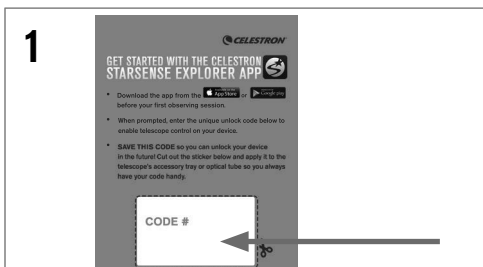 1
CELESTRON
GET STARTED WITH THE CELESTRON
STARSENSE EXPLORER APP
• Download the app from the App Store or Google play
before your first observing session.
• When prompted, enter the unique unlock code below to
enable telescope control on your device.
• SAVE THIS CODE so you can unlock your device
in the future! Cut out the sticker below and apply it to the
telescope's accessory tray or optical tube so you always
have your code handy.
CODE #